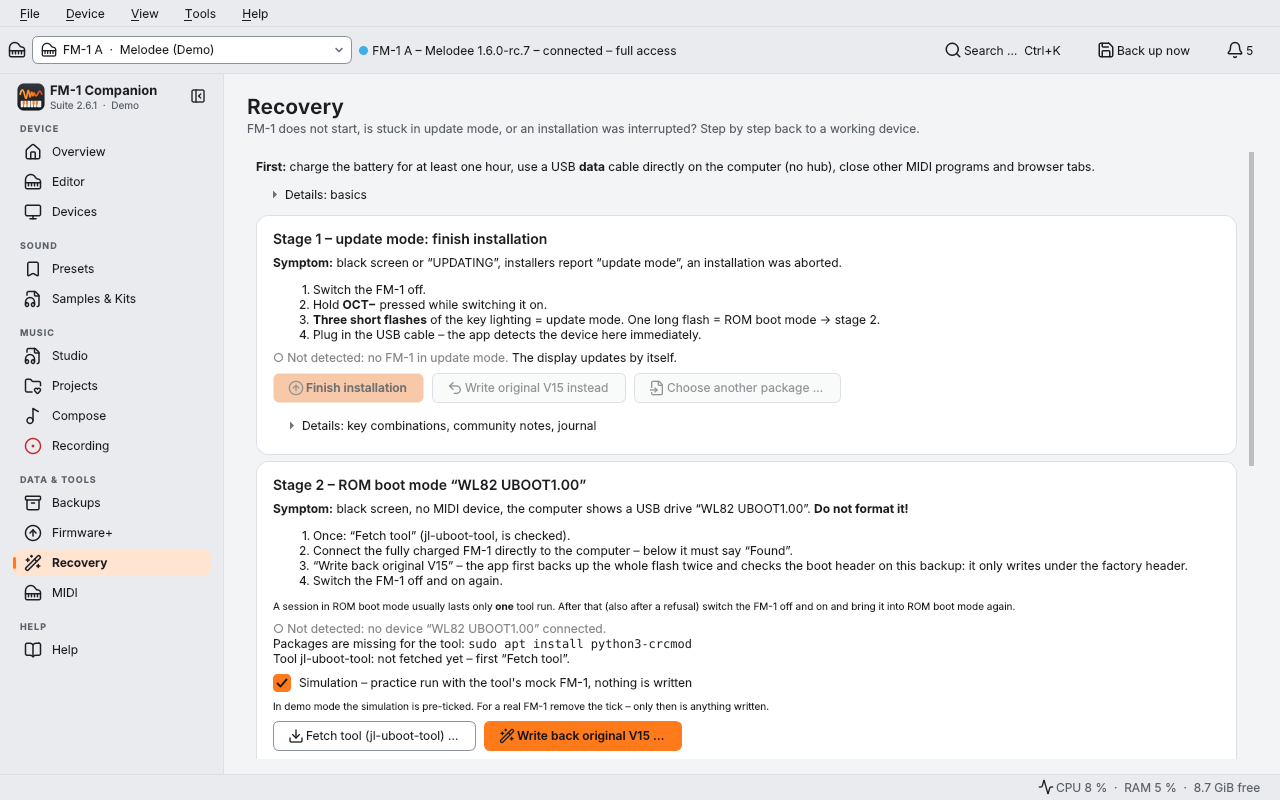 File Device View Tools Help
FM-1 A · Melodee (Demo)
FM-1 A – Melodee 1.6.0-rc.7 – connected – full access
Search ... Ctrl+K
Back up now
5
FM-1 Companion
Suite 2.6.1 · Demo
DEVICE
Overview
Editor
Devices
SOUND
Presets
Samples & Kits
MUSIC
Studio
Projects
Compose
Recording
DATA & TOOLS
Backups
Firmware+
Recovery
MIDI
HELP
Help
Recovery
FM-1 does not start, is stuck in update mode, or an installation was interrupted? Step by step back to a working device.
First: charge the battery for at least one hour, use a USB data cable directly on the computer (no hub), close other MIDI programs and browser tabs.
Details: basics
Stage 1 – update mode: finish installation
Symptom: black screen or “UPDATING”, installers report “update mode”, an installation was aborted.
1. Switch the FM-1 off.
2. Hold OCT− pressed while switching it on.
3. Three short flashes of the key lighting = update mode. One long flash = ROM boot mode → stage 2.
4. Plug in the USB cable – the app detects the device here immediately.
○ Not detected: no FM-1 in update mode. The display updates by itself.
Finish installation
Write original V15 instead
Choose another package ...
Details: key combinations, community notes, journal
Stage 2 – ROM boot mode “WL82 UBOOT1.00”
Symptom: black screen, no MIDI device, the computer shows a USB drive “WL82 UBOOT1.00”. Do not format it!
1. Once: “Fetch tool” (jl-uboot-tool, is checked).
2. Connect the fully charged FM-1 directly to the computer – below it must say “Found”.
3. “Write back original V15” – the app first backs up the whole flash twice and checks the boot header on this backup: it only writes under the factory header.
4. Switch the FM-1 off and on again.
A session in ROM boot mode usually lasts only one tool run. After that (also after a refusal) switch the FM-1 off and on and bring it into ROM boot mode again.
○ Not detected: no device “WL82 UBOOT1.00” connected.
Packages are missing for the tool: sudo apt install python3-crcmod
Tool jl-uboot-tool: not fetched yet – first “Fetch tool”.
Simulation – practice run with the tool's mock FM-1, nothing is written
In demo mode the simulation is pre-ticked. For a real FM-1 remove the tick – only then is anything written.
Fetch tool (jl-uboot-tool) ...
Write back original V15 ...
CPU 8 % · RAM 5 % · 8.7 GiB free